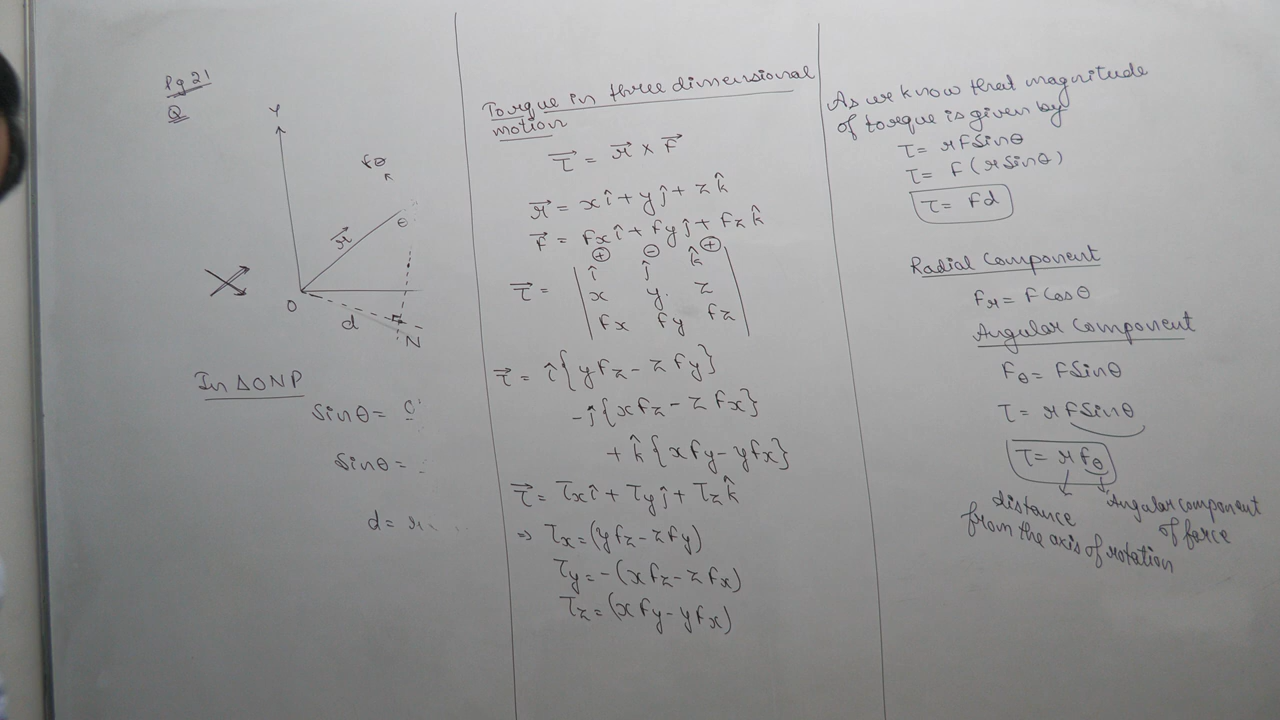 Pg 21
Q
Y
Fθ
r⃗
θ
O
d
N
In ΔONP
Sinθ =
Sinθ =
d =
Torque in three dimensional
motion
τ⃗ = r⃗ × F⃗
r⃗ = xî + yĵ + zk̂
F⃗ = Fxî + Fyĵ + Fzk̂
⊕ ⊖ ⊕
î ĵ k̂
τ⃗ = x y z
Fx Fy Fz
τ⃗ = î{yFz - zFy}
-ĵ{xFz - zFx}
+ k̂{xFy - yFx}
τ⃗ = τxî + τyĵ + τzk̂
⇒ τx = (yFz - zFy)
τy = -(xFz - zFx)
τz = (xFy - yFx)
As we know that magnitude
of torque is given by
τ = rFSinθ
τ = F(rSinθ)
τ = Fd
Radial Component
Fr = FCosθ
Angular Component
Fθ = FSinθ
τ = rFSinθ
τ = rFθ
distance
from the axis of rotation
Angular component
of force